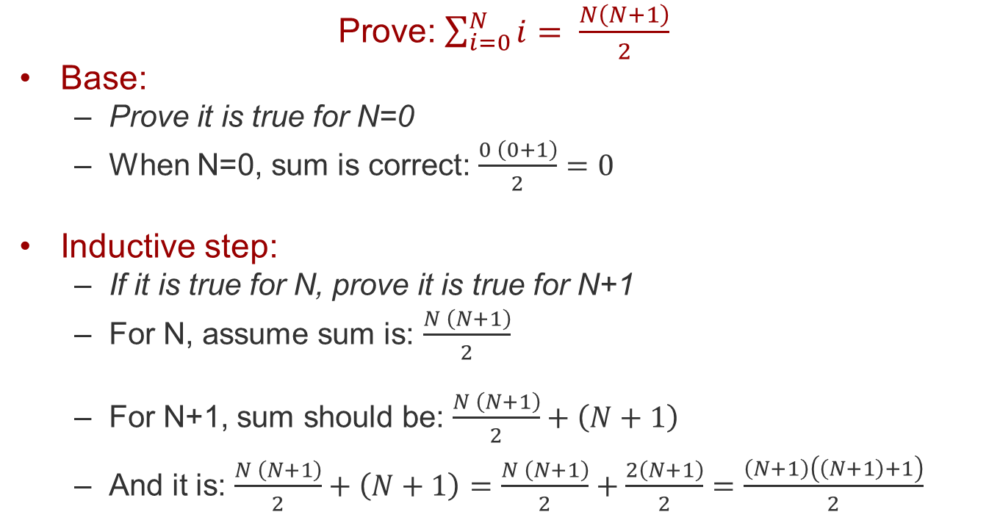 Prove: $\sum_{i=0}^{N} i = \frac{N(N+1)}{2}$
• Base:
– Prove it is true for N=0
– When N=0, sum is correct: $\frac{0\ (0+1)}{2} = 0$
• Inductive step:
– If it is true for N, prove it is true for N+1
– For N, assume sum is: $\frac{N\ (N+1)}{2}$
– For N+1, sum should be: $\frac{N\ (N+1)}{2} + (N+1)$
– And it is: $\frac{N\ (N+1)}{2} + (N+1) = \frac{N\ (N+1)}{2} + \frac{2(N+1)}{2} = \frac{(N+1)((N+1)+1)}{2}$